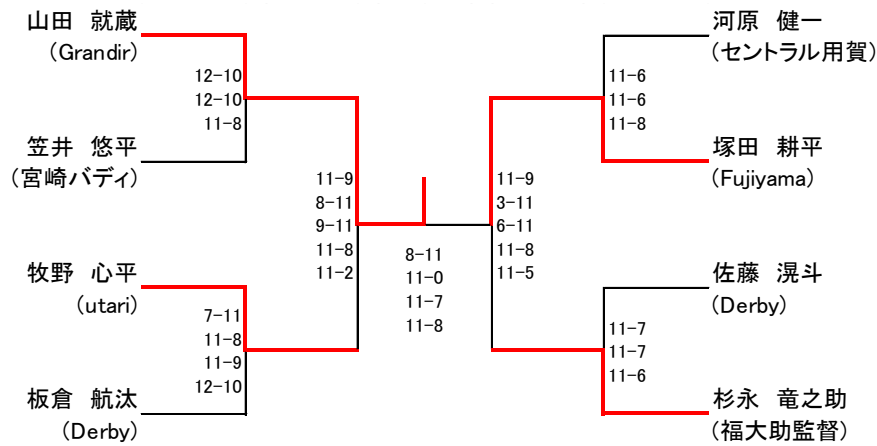 山田 就蔵
(Grandir)
12-10
12-10
11-8
笠井 悠平
(宮崎バディ)
11-9
8-11
9-11
11-8
11-2
牧野 心平
(utari)
7-11
11-8
11-9
12-10
板倉 航汰
(Derby)
8-11
11-0
11-7
11-8
河原 健一
(セントラル用賀)
11-6
11-6
11-8
塚田 耕平
(Fujiyama)
11-9
3-11
6-11
11-8
11-5
佐藤 滉斗
(Derby)
11-7
11-7
11-6
杉永 竜之助
(福大助監督)